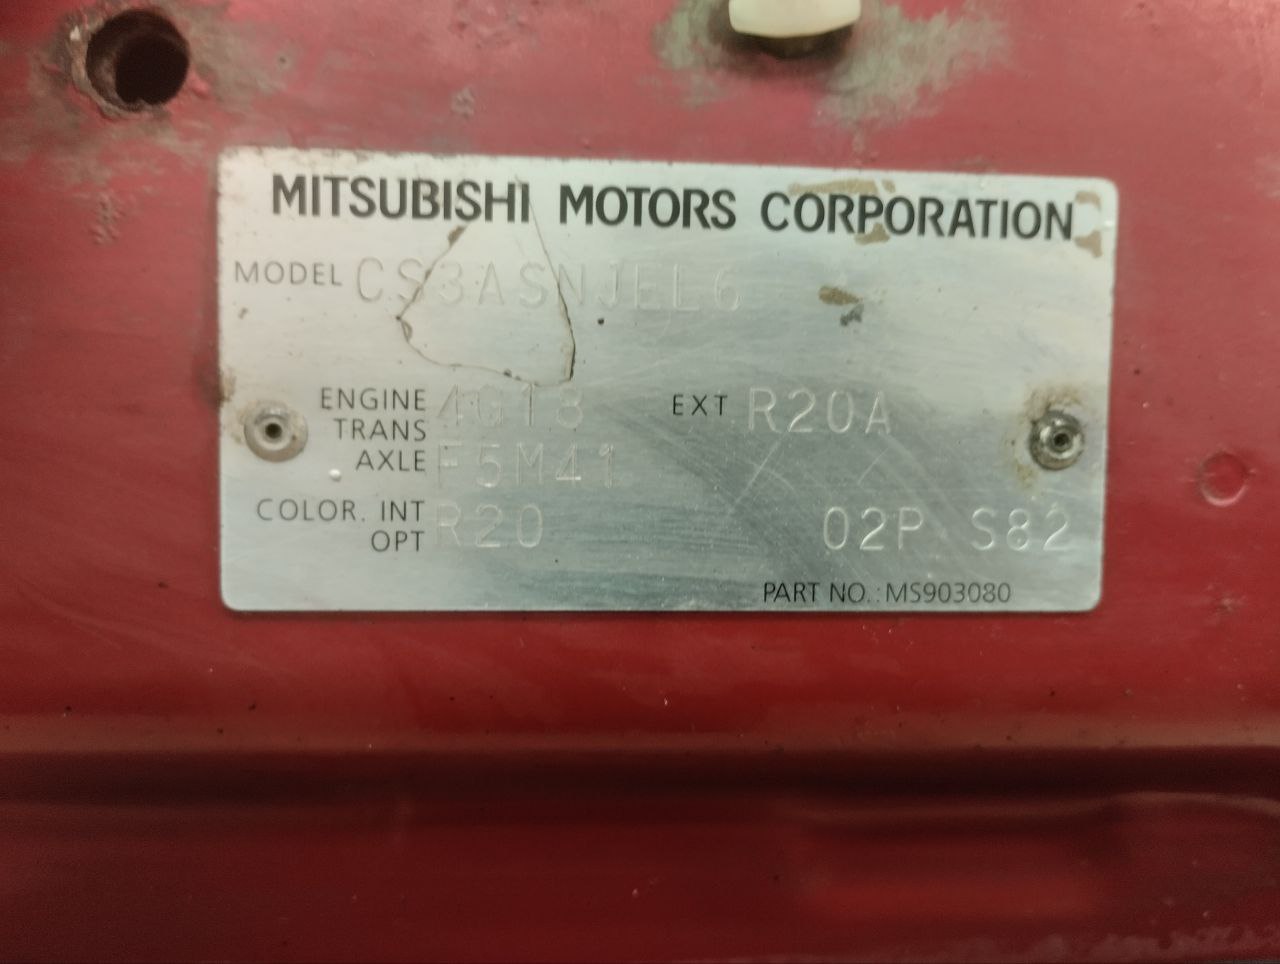 MITSUBISHI MOTORS CORPORATION
MODEL CS3ASNJEL6
ENGINE 4G18 EXT R20A
TRANS
AXLE F5M41
COLOR. INT R20 02P S82
OPT
PART NO.: MS903080